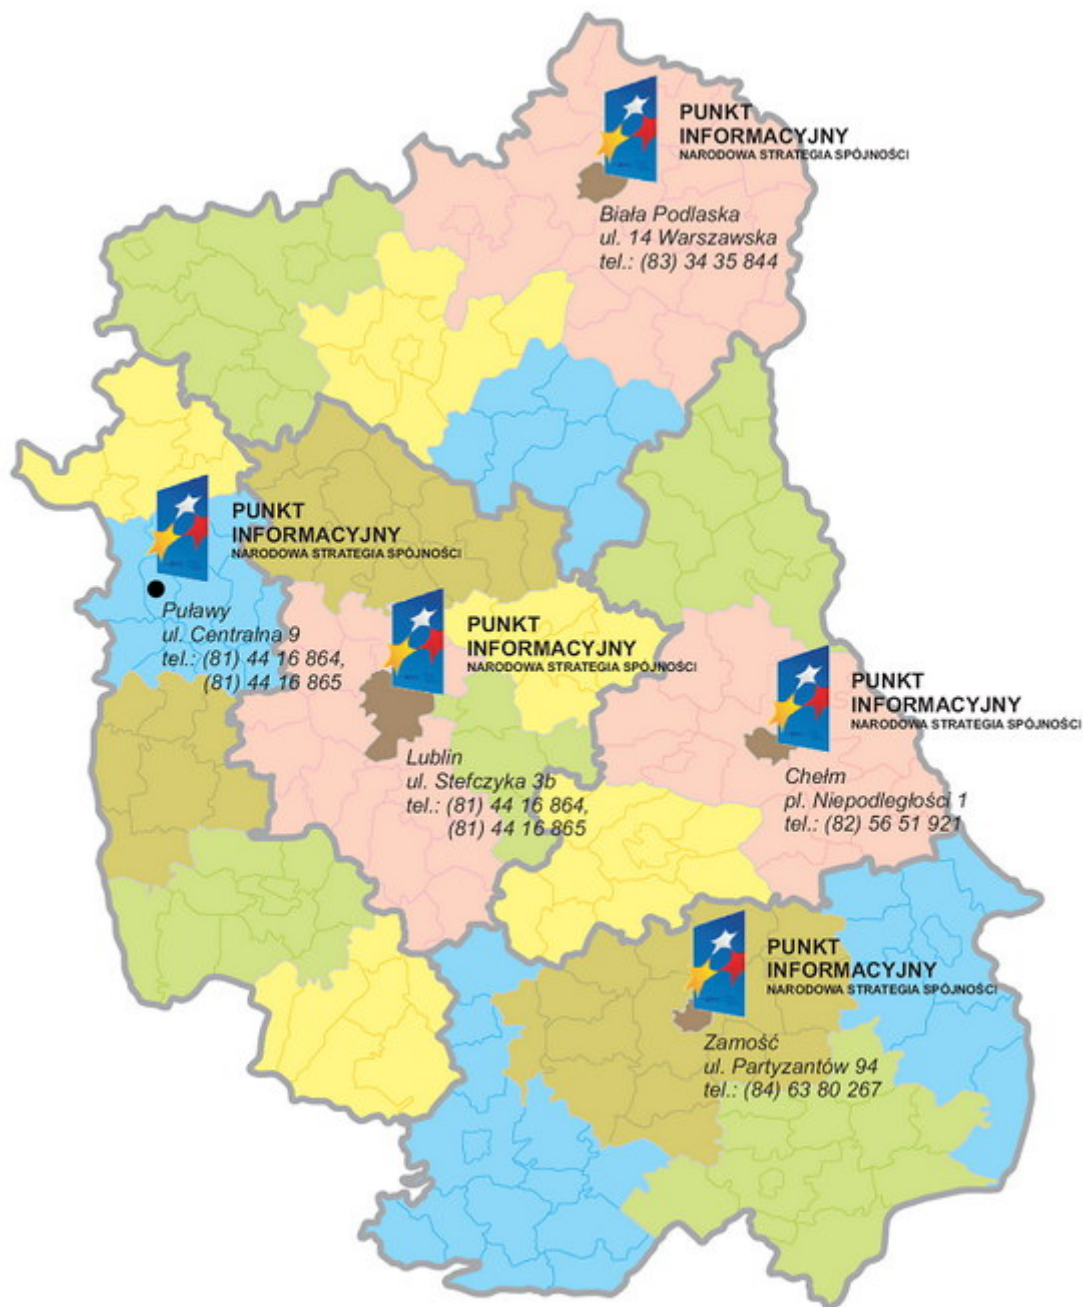 PUNKT
INFORMACYJNY
NARODOWA STRATEGIA SPÓJNOŚCI
Biała Podlaska
ul. 14 Warszawska
tel.: (83) 34 35 844
PUNKT
INFORMACYJNY
NARODOWA STRATEGIA SPÓJNOŚCI
Puławy
ul. Centralna 9
tel.: (81) 44 16 864,
(81) 44 16 865
PUNKT
INFORMACYJNY
NARODOWA STRATEGIA SPÓJNOŚCI
Lublin
ul. Stefczyka 3b
tel.: (81) 44 16 864,
(81) 44 16 865
PUNKT
INFORMACYJNY
NARODOWA STRATEGIA SPÓJNOŚCI
Chełm
pl. Niepodległości 1
tel.: (82) 56 51 921
PUNKT
INFORMACYJNY
NARODOWA STRATEGIA SPÓJNOŚCI
Zamość
ul. Partyzantów 94
tel.: (84) 63 80 267